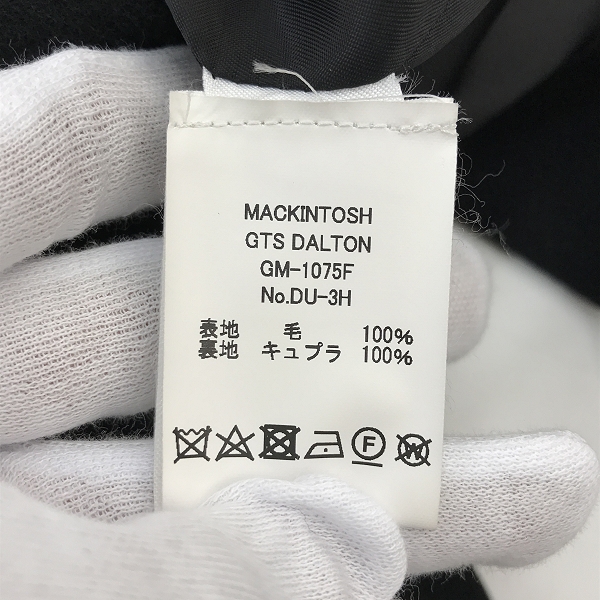 MACKINTOSH
GTS DALTON
GM-1075F
No.DU-3H
表地 毛 100%
裏地 キュプラ 100%
F
W